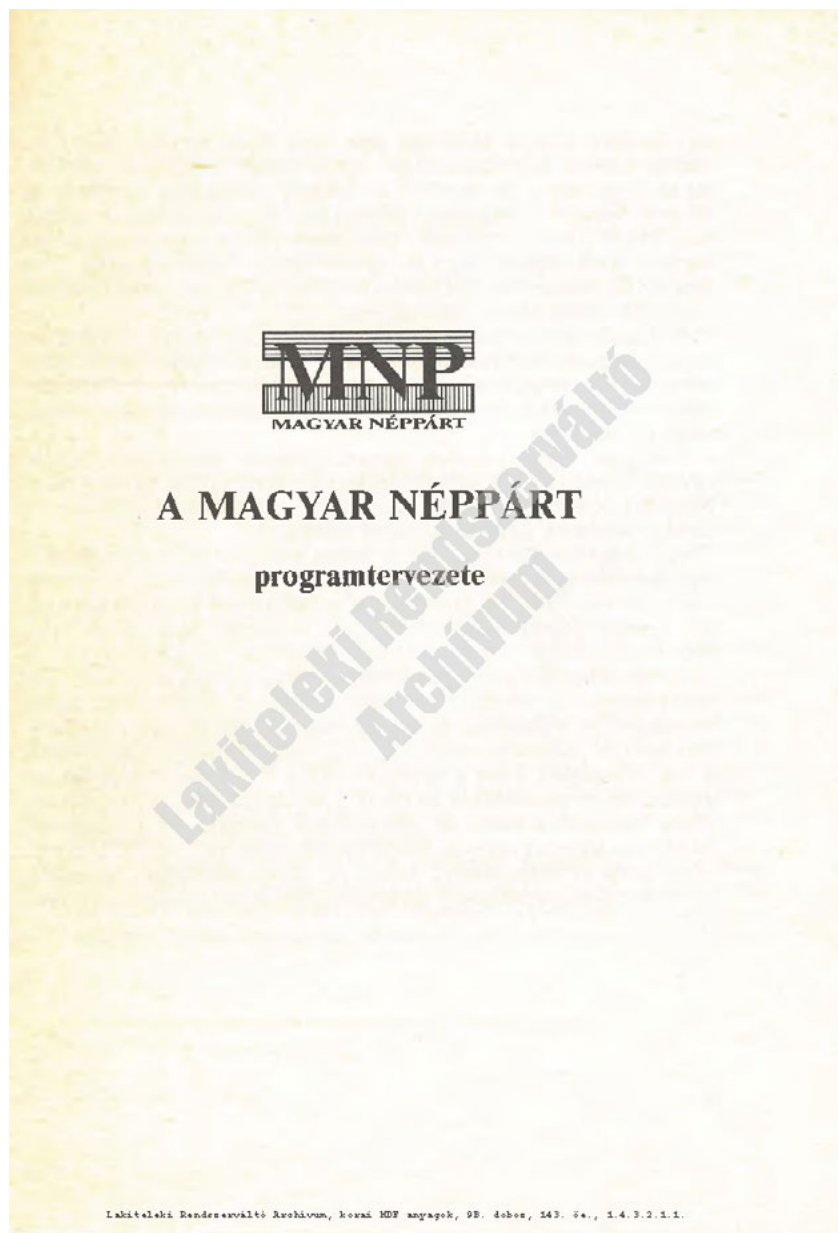 MNP
MAGYAR NÉPPÁRT
A MAGYAR NÉPPÁRT
programtervezete
Lakiteleki Rendszerváltó
Archívum
Lakiteleki Rendszerváltó Archívum, korai MDF anyagok, 9B. doboz, 143. őe., 1.4.3.2.1.1.